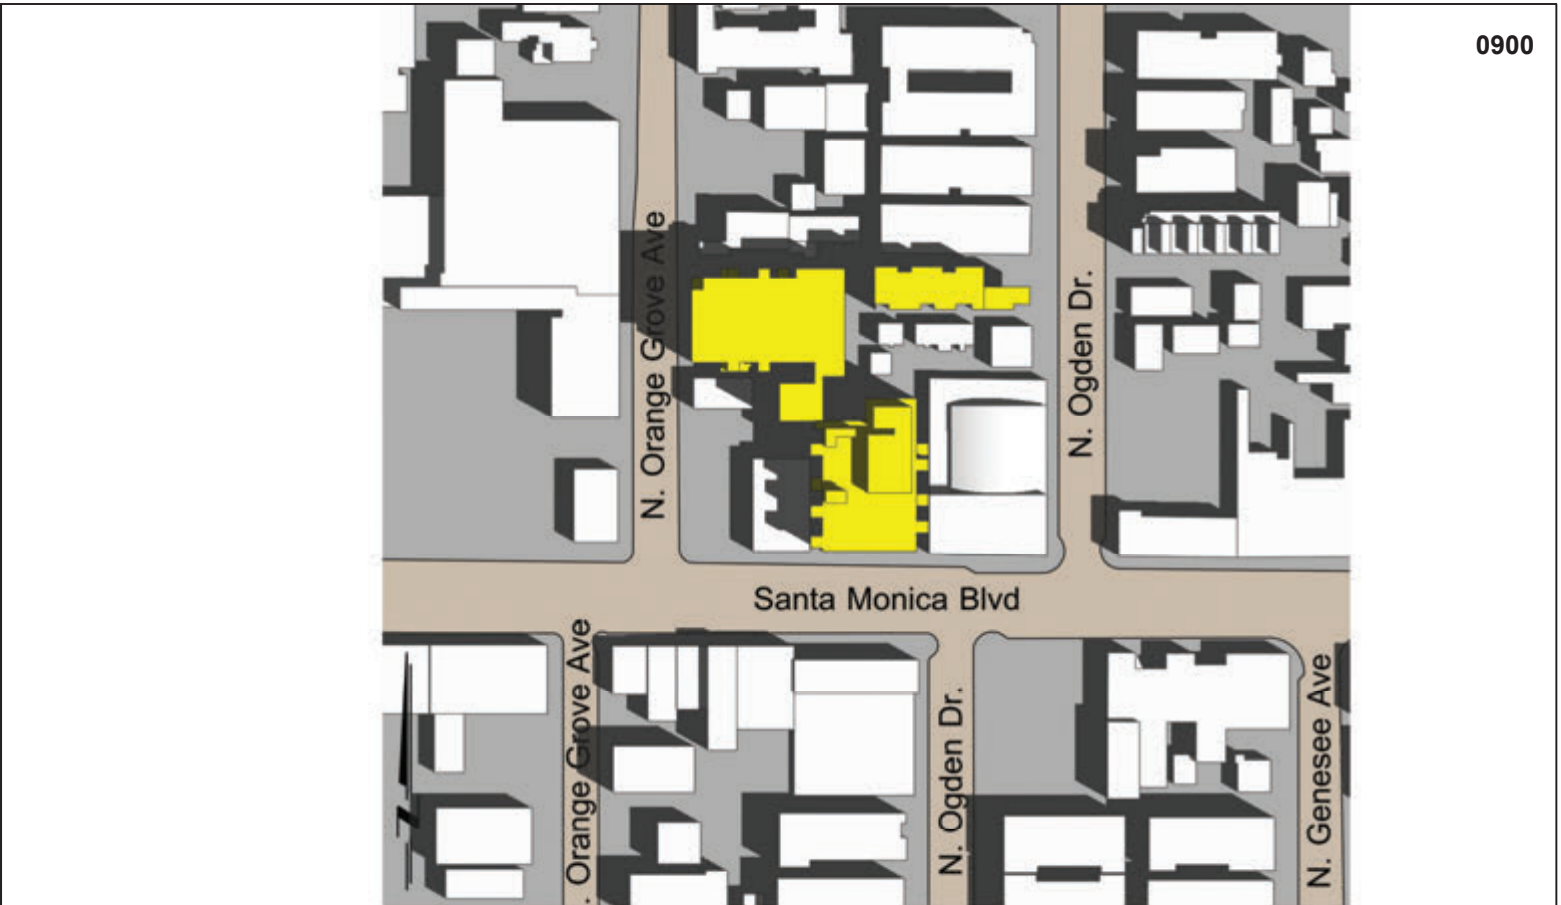 0900
N. Orange Grove Ave
N. Ogden Dr.
Santa Monica Blvd
. Orange Grove Ave
N. Ogden Dr.
N. Genesee Ave